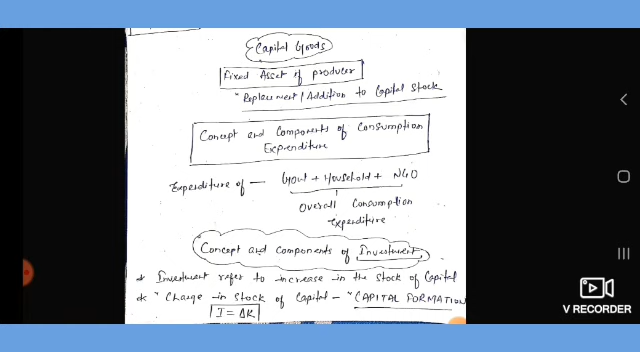 Capital Goods
Fixed Asset of producer
"Replacement / Addition to Capital Stock
Concept and Components of Consumption
Expenditure
Expenditure of — Govt + Household + NGO
Overall Consumption
Expenditure
Concept and Components of Investment
* Investment refer to increase in the Stock of Capital
* "Change in Stock of Capital - "CAPITAL FORMATION
I = ΔK
V RECORDER